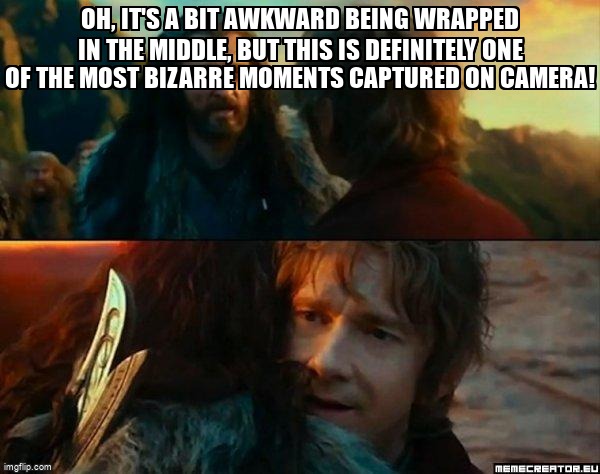 OH, IT'S A BIT AWKWARD BEING WRAPPED
IN THE MIDDLE, BUT THIS IS DEFINITELY ONE
OF THE MOST BIZARRE MOMENTS CAPTURED ON CAMERA!
imgflip.com
MEMECREATOR.EU